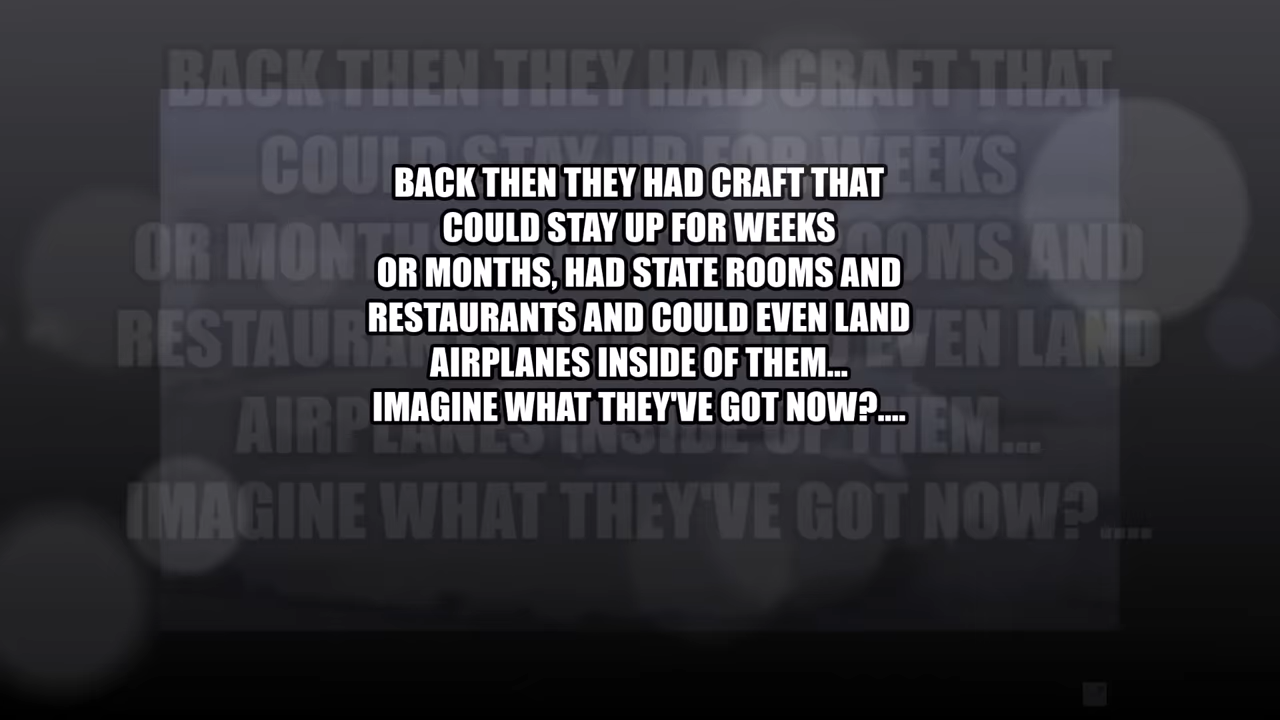 BACK THEN THEY HAD CRAFT THAT
COULD STAY UP FOR WEEKS
OR MONTHS, HAD STATE ROOMS AND
RESTAURANTS AND COULD EVEN LAND
AIRPLANES INSIDE OF THEM...
IMAGINE WHAT THEY'VE GOT NOW?....